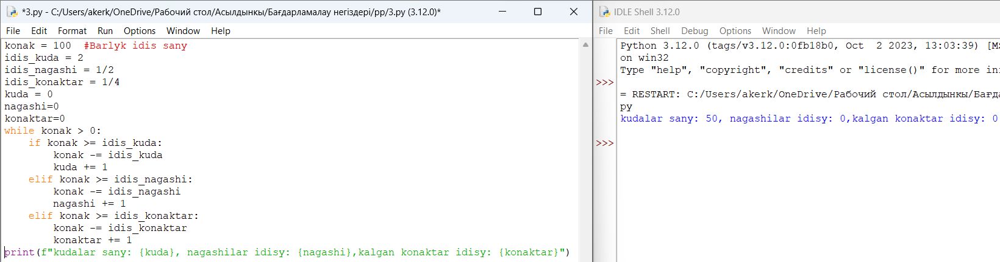 *3.py - C:/Users/akerk/OneDrive/Рабочий стол/Асылдынкы/Бағдарламалау негіздері/pp/3.py (3.12.0)*
File Edit Format Run Options Window Help
konak = 100  #Barlyk idis sany
idis_kuda = 2
idis_nagashi = 1/2
idis_konaktar = 1/4
kuda = 0
nagashi=0
konaktar=0
while konak > 0:
    if konak >= idis_kuda:
        konak -= idis_kuda
        kuda += 1
    elif konak >= idis_nagashi:
        konak -= idis_nagashi
        nagashi += 1
    elif konak >= idis_konaktar:
        konak -= idis_konaktar
        konaktar += 1
print(f"kudalar sany: {kuda}, nagashilar idisy: {nagashi},kalgan konaktar idisy: {konaktar}")
IDLE Shell 3.12.0
File Edit Shell Debug Options Window Help
Python 3.12.0 (tags/v3.12.0:0fb18b0, Oct  2 2023, 13:03:39) [MS
on win32
Type "help", "copyright", "credits" or "license()" for more in
>>>
= RESTART: C:/Users/akerk/OneDrive/Рабочий стол/Асылдынкы/Бағд
py
kudalar sany: 50, nagashilar idisy: 0,kalgan konaktar idisy: 0
>>>